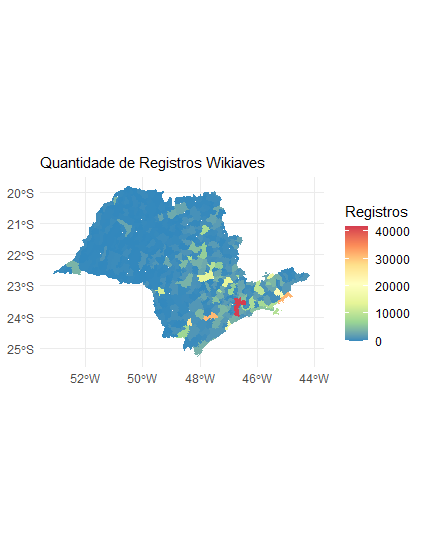 Quantidade de Registros Wikiaves
20°S
21°S
22°S
23°S
24°S
25°S
52°W
50°W
48°W
46°W
44°W
Registros
40000
30000
20000
10000
0